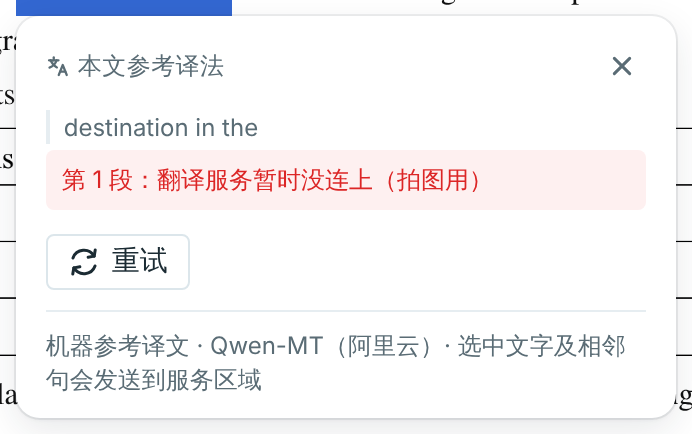 本文参考译法
destination in the
第 1 段：翻译服务暂时没连上（拍图用）
重试
机器参考译文 · Qwen-MT（阿里云）· 选中文字及相邻
句会发送到服务区域